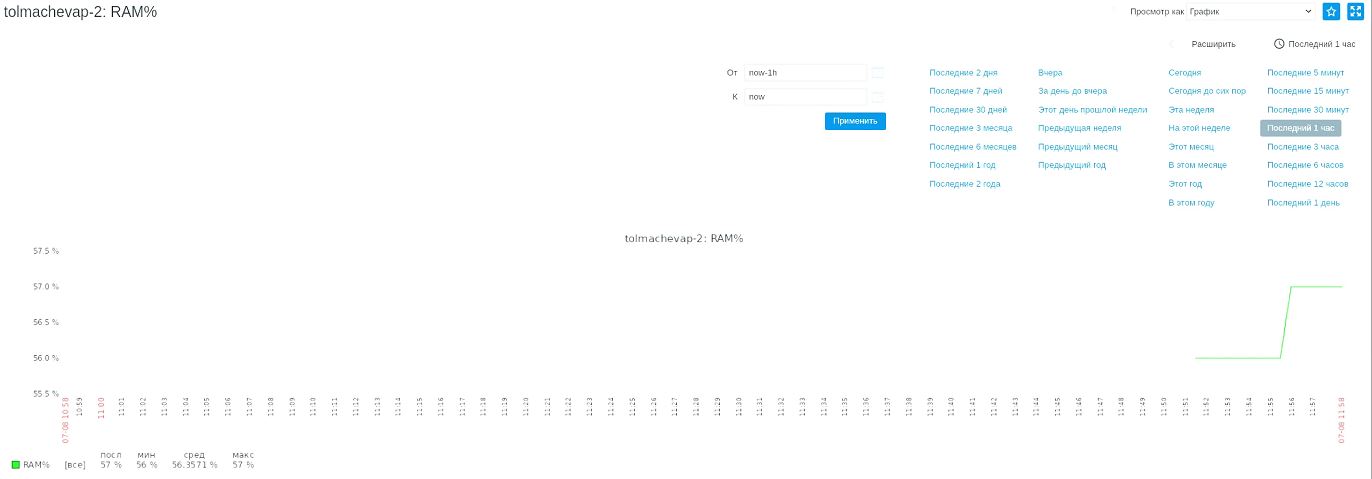 tolmachevap-2: RAM%
Просмотр как График
Расширить
Последний 1 час
От now-1h
К now
Применить
Последние 2 дня Вчера Сегодня Последние 5 минут
Последние 7 дней За день до вчера Сегодня до сих пор Последние 15 минут
Последние 30 дней Этот день прошлой недели Эта неделя Последние 30 минут
Последние 3 месяца Предыдущая неделя На этой неделе Последний 1 час
Последние 6 месяцев Предыдущий месяц Этот месяц Последние 3 часа
Последний 1 год Предыдущий год В этом месяце Последние 6 часов
Последние 2 года Этот год Последние 12 часов
В этом году Последний 1 день
tolmachevap-2: RAM%
57.5 %
57.0 %
56.5 %
56.0 %
55.5 %
07-08 10:58 10:59 11:00 11:01 11:02 11:03 11:04 11:05 11:06 11:07 11:08 11:09 11:10 11:11 11:12 11:13 11:14 11:15 11:16 11:17 11:18 11:19 11:20 11:21 11:22 11:23 11:24 11:25 11:26 11:27 11:28 11:29 11:30 11:31 11:32 11:33 11:34 11:35 11:36 11:37 11:38 11:39 11:40 11:41 11:42 11:43 11:44 11:45 11:46 11:47 11:48 11:49 11:50 11:51 11:52 11:53 11:54 11:55 11:56 11:57 07-08 11:58
посл мин сред макс
RAM% [все] 57 % 56 % 56.3571 % 57 %